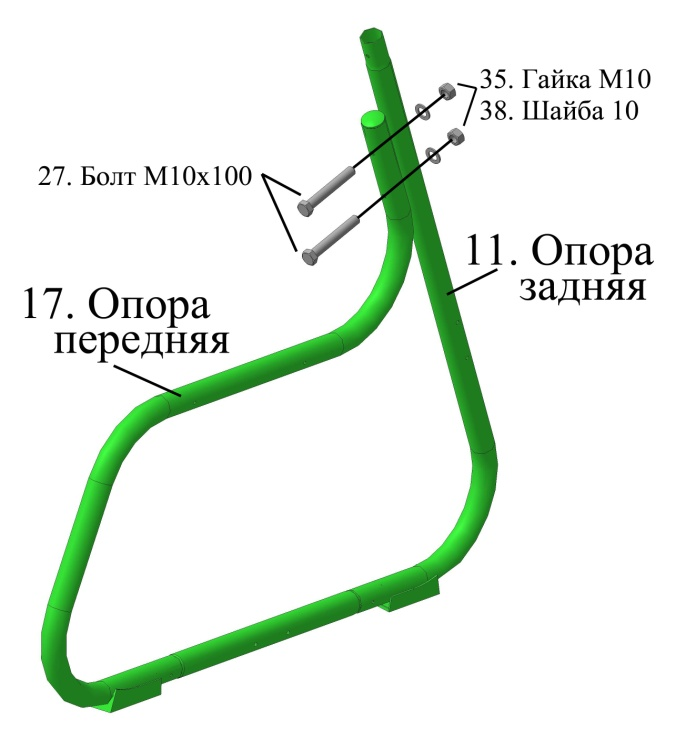 35. Гайка М10
38. Шайба 10
27. Болт М10х100
11. Опора
задняя
17. Опора
передняя